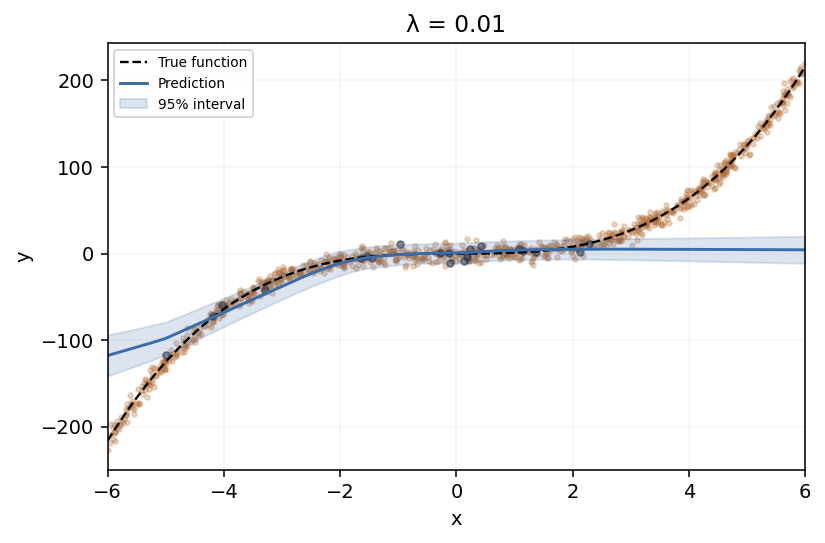 λ = 0.01
True function
Prediction
95% interval
y
200
100
0
−100
−200
−6
−4
−2
0
2
4
6
x